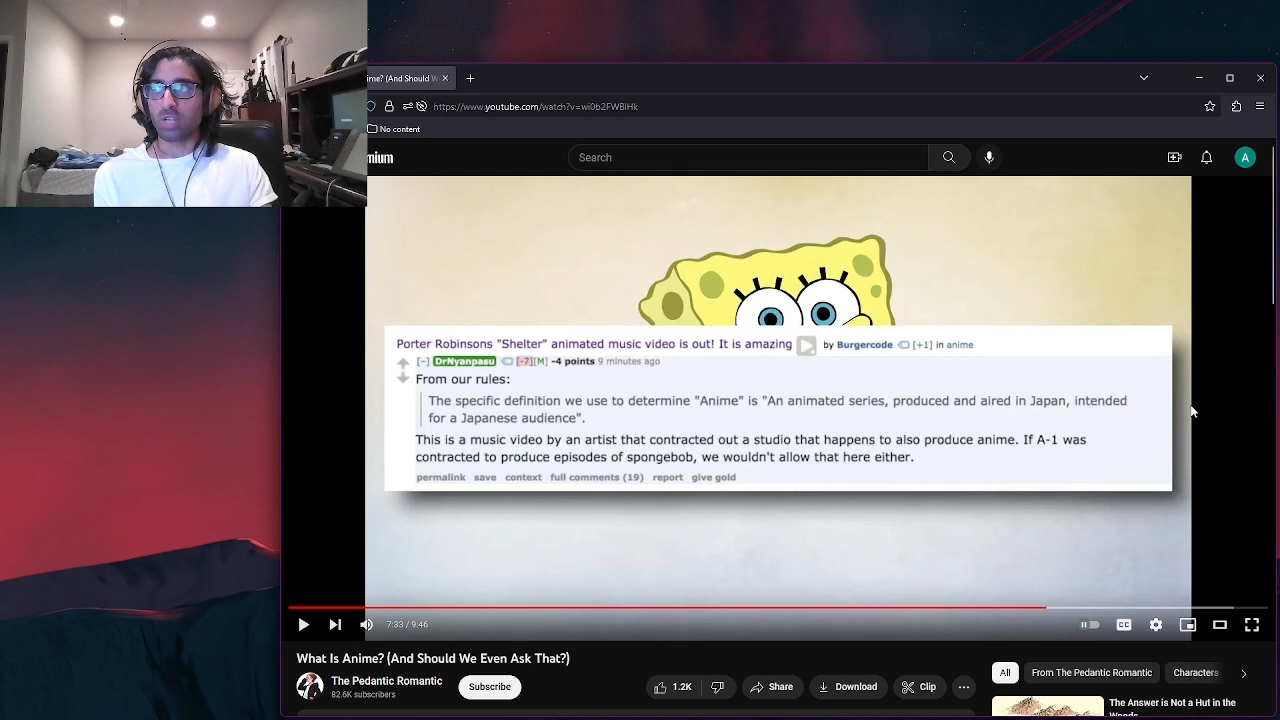 ime? (And Should W
https://www.youtube.com/watch?v=wi0b2FWBlHk
No content
mium
Search
A
Porter Robinsons "Shelter" animated music video is out! It is amazing by Burgercode [+1] in anime
[-] DrNyanpasu [-7][M] -4 points 9 minutes ago
From our rules:
The specific definition we use to determine "Anime" is "An animated series, produced and aired in Japan, intended
for a Japanese audience".
This is a music video by an artist that contracted out a studio that happens to also produce anime. If A-1 was
contracted to produce episodes of spongebob, we wouldn't allow that here either.
permalink save context full comments (19) report give gold
7:33 / 9:46
CC
What Is Anime? (And Should We Even Ask That?)
The Pedantic Romantic
82.6K subscribers
Subscribe
1.2K
Share
Download
Clip
All
From The Pedantic Romantic
Characters
The Answer is Not a Hut in the
Woods